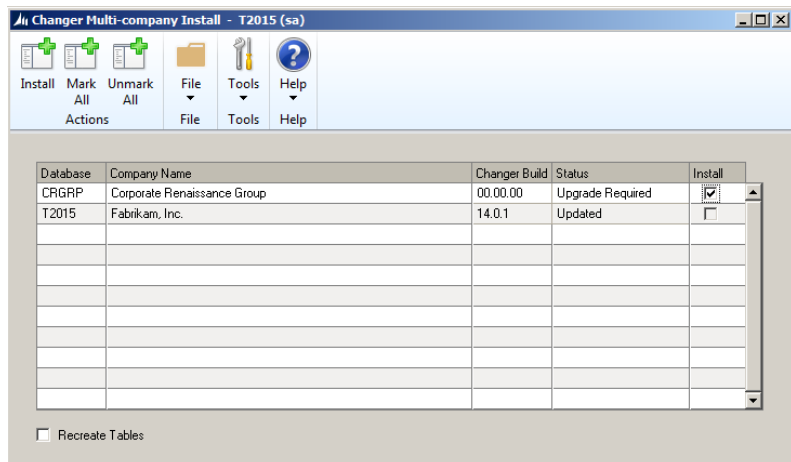 Changer Multi-company Install - T2015 (sa)
Install Mark All Unmark All File Tools Help
Actions File Tools Help
Database Company Name Changer Build Status Install
CRGRP Corporate Renaissance Group 00.00.00 Upgrade Required
T2015 Fabrikam, Inc. 14.0.1 Updated
Recreate Tables